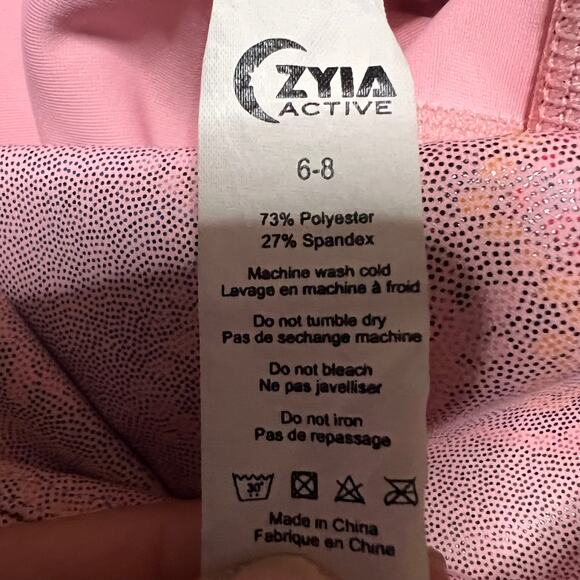 ZYIA
ACTIVE
6-8
73% Polyester
27% Spandex
Machine wash cold
Lavage en machine à froid
Do not tumble dry
Pas de sechange machine
Do not bleach
Ne pas javelliser
Do not iron
Pas de repassage
30°
Made in China
Fabrique en Chine